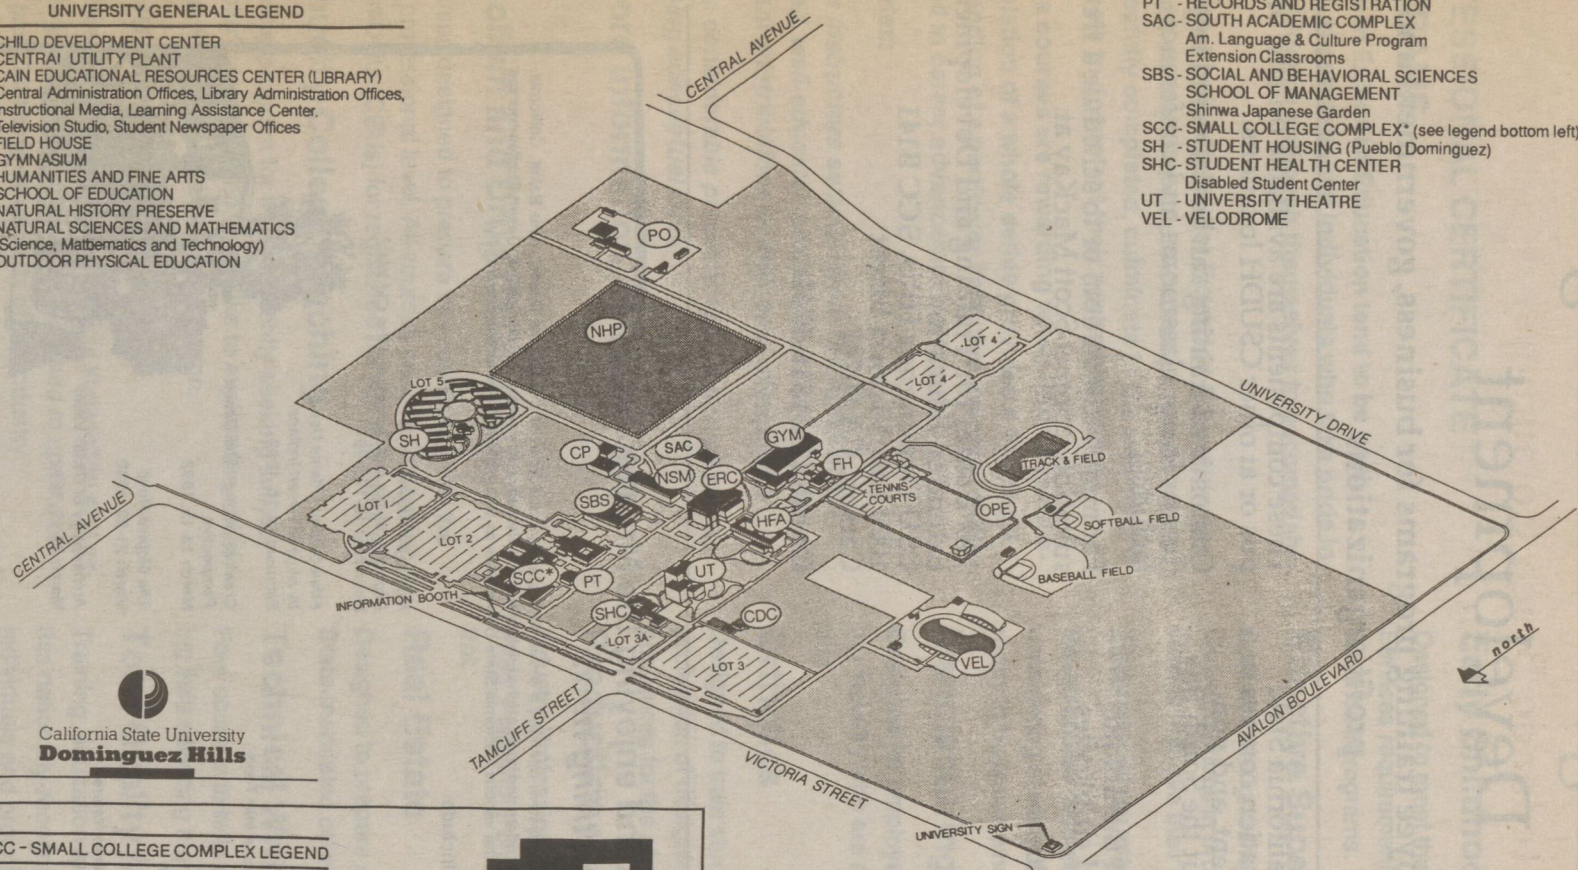 UNIVERSITY GENERAL LEGEND
CHILD DEVELOPMENT CENTER
CENTRAL UTILITY PLANT
CAIN EDUCATIONAL RESOURCES CENTER (LIBRARY)
Central Administration Offices, Library Administration Offices,
Instructional Media, Learning Assistance Center.
Television Studio, Student Newspaper Offices
FIELD HOUSE
GYMNASIUM
HUMANITIES AND FINE ARTS
SCHOOL OF EDUCATION
NATURAL HISTORY PRESERVE
NATURAL SCIENCES AND MATHEMATICS
(Science, Mathematics and Technology)
OUTDOOR PHYSICAL EDUCATION
PT - RECORDS AND REGISTRATION
SAC- SOUTH ACADEMIC COMPLEX
Am. Language & Culture Program
Extension Classrooms
SBS - SOCIAL AND BEHAVIORAL SCIENCES
SCHOOL OF MANAGEMENT
Shinwa Japanese Garden
SCC- SMALL COLLEGE COMPLEX* (see legend bottom left)
SH - STUDENT HOUSING (Pueblo Dominguez)
SHC- STUDENT HEALTH CENTER
Disabled Student Center
UT - UNIVERSITY THEATRE
VEL - VELODROME
CENTRAL AVENUE
PO
NHP
LOT 4
LOT 4
UNIVERSITY DRIVE
LOT 5
SH
CP
SAC
GYM
FH
TRACK & FIELD
NSM
ERC
TENNIS
COURTS
SBS
HFA
OPE
SOFTBALL FIELD
LOT 1
LOT 2
CENTRAL AVENUE
SCC*
PT
UT
BASEBALL FIELD
INFORMATION BOOTH
SHC
CDC
LOT 3A
LOT 3
VEL
north
AVALON BOULEVARD
TAMCLIFF STREET
VICTORIA STREET
UNIVERSITY SIGN
California State University
Dominguez Hills
CC - SMALL COLLEGE COMPLEX LEGEND